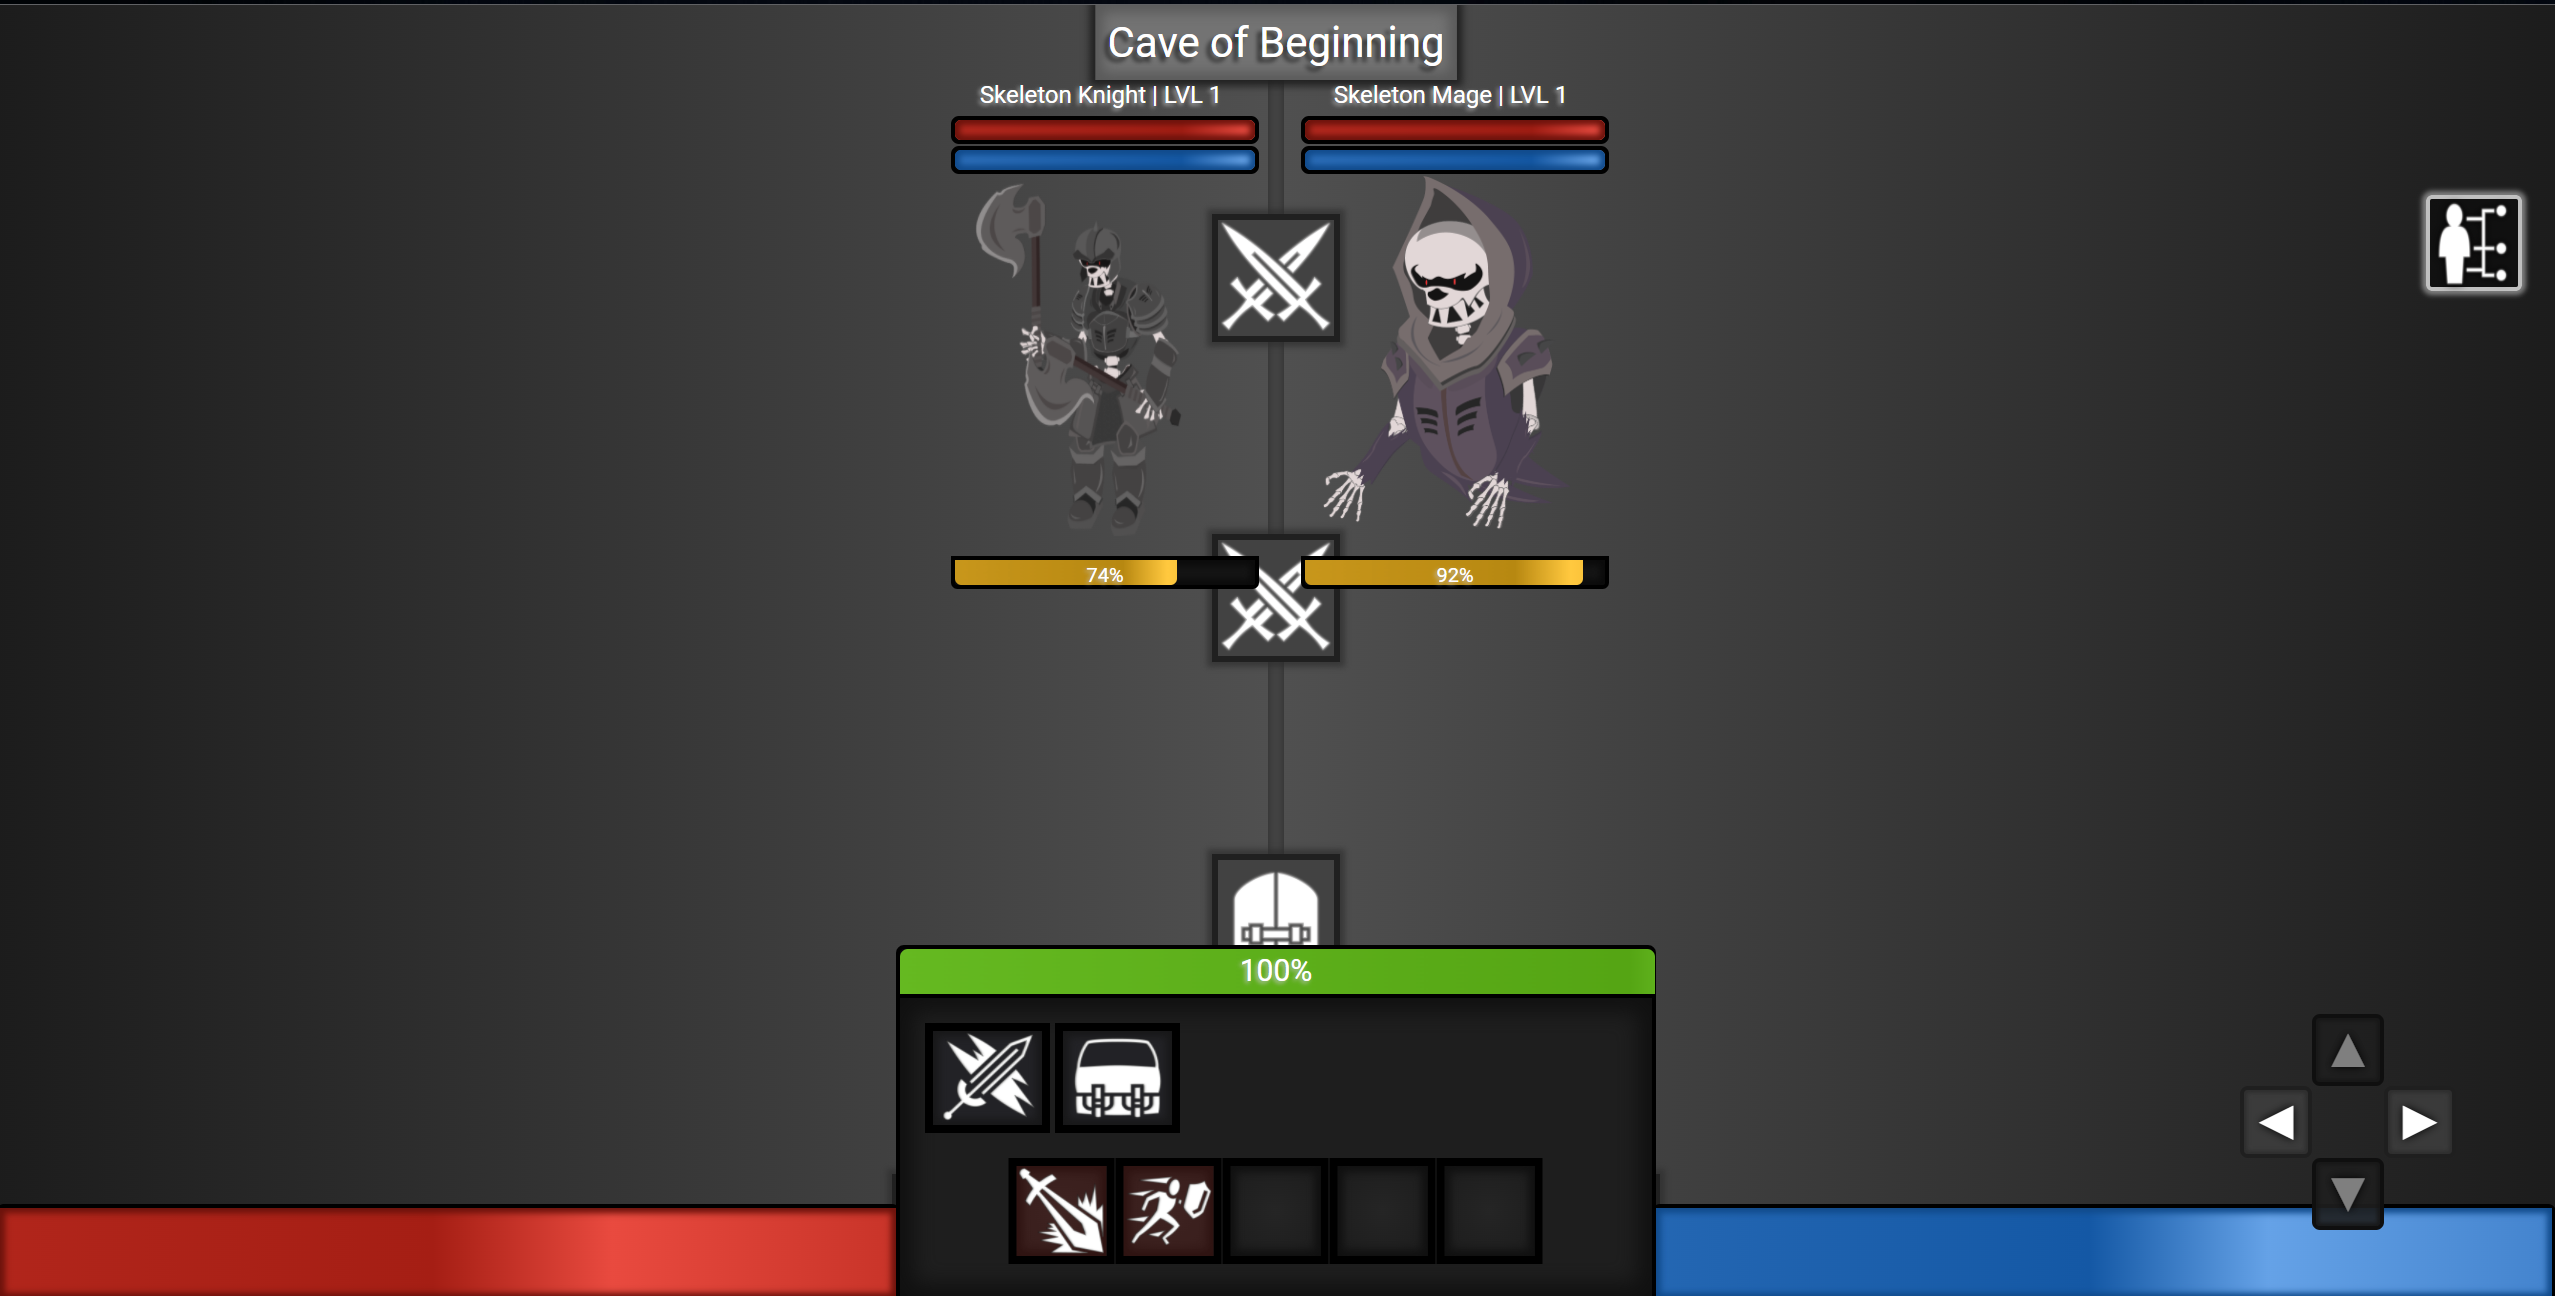 Cave of Beginning
Skeleton Knight | LVL 1
Skeleton Mage | LVL 1
74%
92%
100%